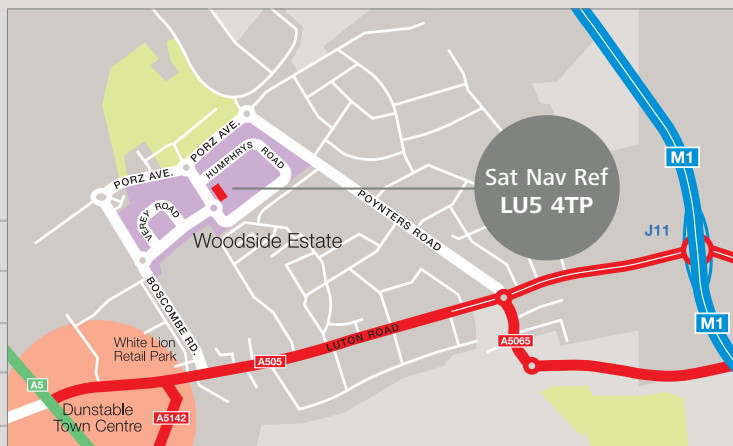 PORZ AVE.
PORZ AVE.
HUMPHRYS
ROAD
VEREY ROAD
Woodside Estate
POYNTERS ROAD
Sat Nav Ref
LU5 4TP
M1
J11
M1
BOSCOMBE RD.
White Lion
Retail Park
LUTON ROAD
A505
A5065
A5
A5142
Dunstable
Town Centre